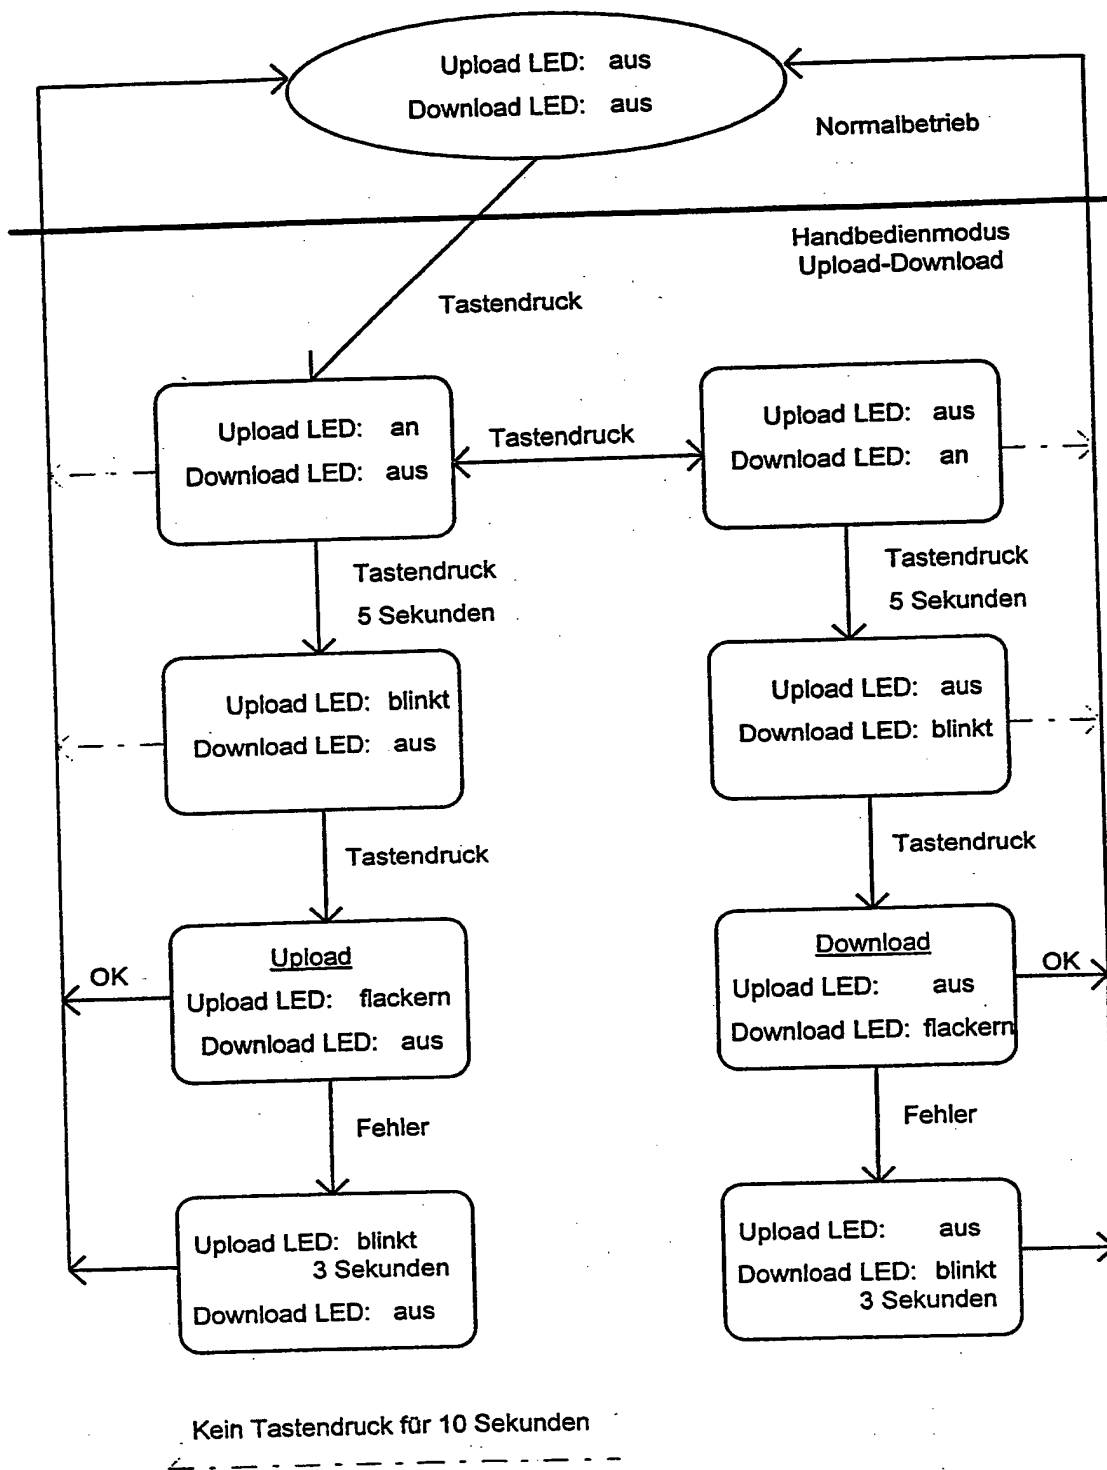 Upload LED: aus
Download LED: aus
Normalbetrieb
Handbedienmodus
Upload-Download
Tastendruck
Upload LED: an
Download LED: aus
Tastendruck
Upload LED: aus
Download LED: an
Tastendruck
5 Sekunden
Tastendruck
5 Sekunden
Upload LED: blinkt
Download LED: aus
Upload LED: aus
Download LED: blinkt
Tastendruck
Tastendruck
Upload
Upload LED: flackern
Download LED: aus
OK
Download
Upload LED: aus
Download LED: flackern
OK
Fehler
Fehler
Upload LED: blinkt
3 Sekunden
Download LED: aus
Upload LED: aus
Download LED: blinkt
3 Sekunden
Kein Tastendruck für 10 Sekunden